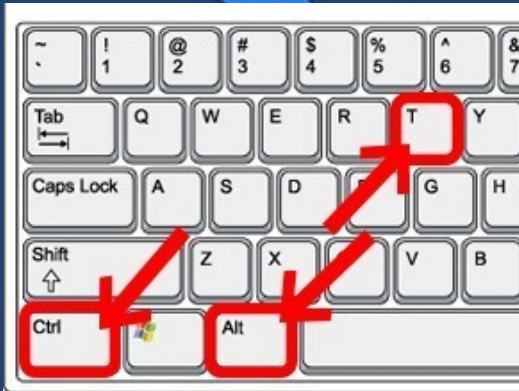 ~ ! @ # $ % ^ &
` 1 2 3 4 5 6 7
Tab Q W E R T Y
Caps Lock A S D G H
Shift Z X V B
Ctrl Alt